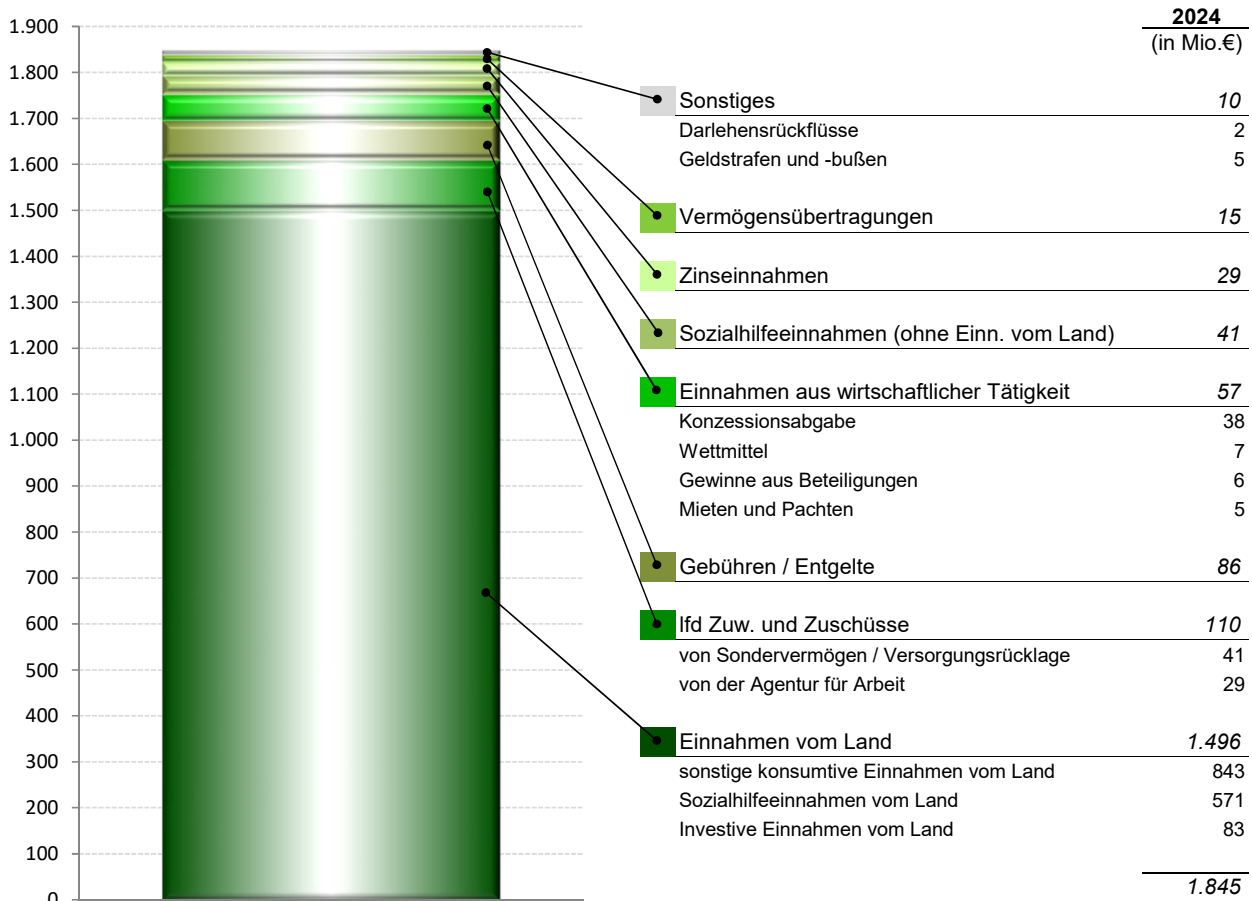 1.900
1.800
1.700
1.600
1.500
1.400
1.300
1.200
1.100
1.000
900
800
700
600
500
400
300
200
100
0
2024
(in Mio.€)
Sonstiges 10
Darlehensrückflüsse 2
Geldstrafen und -bußen 5
Vermögensübertragungen 15
Zinseinnahmen 29
Sozialhilfeeinnahmen (ohne Einn. vom Land) 41
Einnahmen aus wirtschaftlicher Tätigkeit 57
Konzessionsabgabe 38
Wettmittel 7
Gewinne aus Beteiligungen 6
Mieten und Pachten 5
Gebühren / Entgelte 86
lfd Zuw. und Zuschüsse 110
von Sondervermögen / Versorgungsrücklage 41
von der Agentur für Arbeit 29
Einnahmen vom Land 1.496
sonstige konsumtive Einnahmen vom Land 843
Sozialhilfeeinnahmen vom Land 571
Investive Einnahmen vom Land 83
1.845